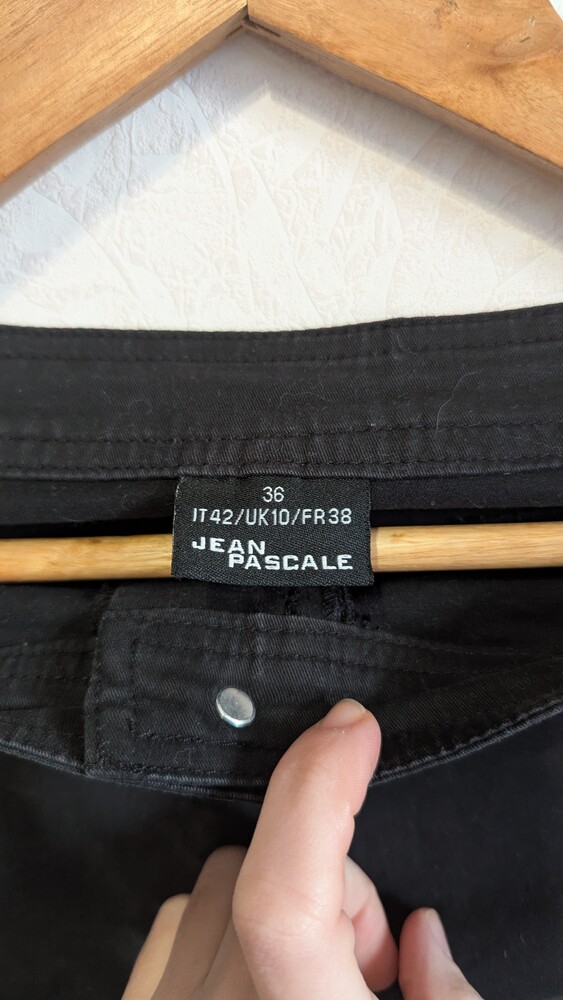 36
IT42/UK10/FR38
JEAN
PASCALE